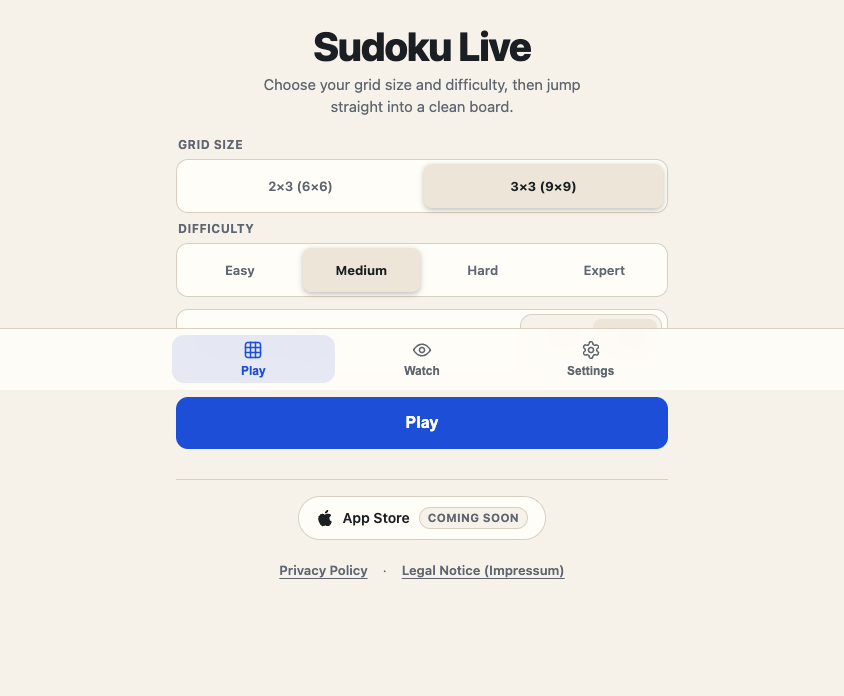 Sudoku Live
Choose your grid size and difficulty, then jump
straight into a clean board.
GRID SIZE
2×3 (6×6) 3×3 (9×9)
DIFFICULTY
Easy Medium Hard Expert
Play Watch Settings
Play
App Store COMING SOON
Privacy Policy · Legal Notice (Impressum)